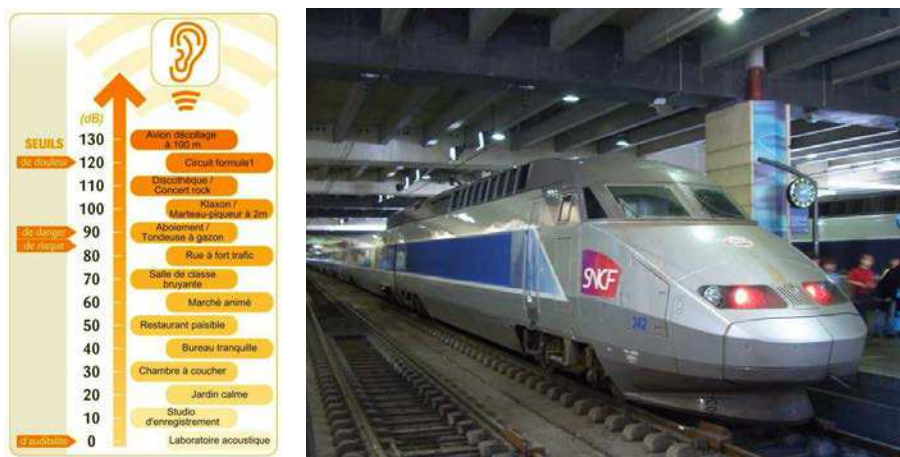 (dB)
SEUILS
130
Avion décollage
à 100 m
de douleur
120
Circuit formule1
110
Discothèque /
Concert rock
100
Klaxon /
Marteau-piqueur à 2m
de danger
90
Aboiement /
Tondeuse à gazon
de risque
80
Rue à fort trafic
70
Salle de classe
bruyante
60
Marché animé
50
Restaurant paisible
40
Bureau tranquille
30
Chambre à coucher
20
Jardin calme
10
Studio
d'enregistrement
d'audibilité
0
Laboratoire acoustique
SNCF
342